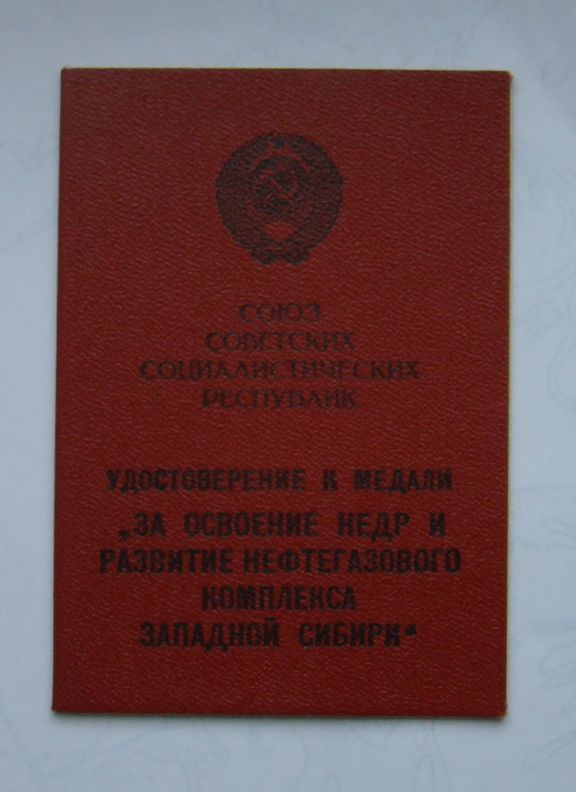 СОЮЗ
СОВЕТСКИХ
СОЦИАЛИСТИЧЕСКИХ
РЕСПУБЛИК
УДОСТОВЕРЕНИЕ К МЕДАЛИ
„ЗА ОСВОЕНИЕ НЕДР И
РАЗВИТИЕ НЕФТЕГАЗОВОГО
КОМПЛЕКСА
ЗАПАДНОЙ СИБИРИ“